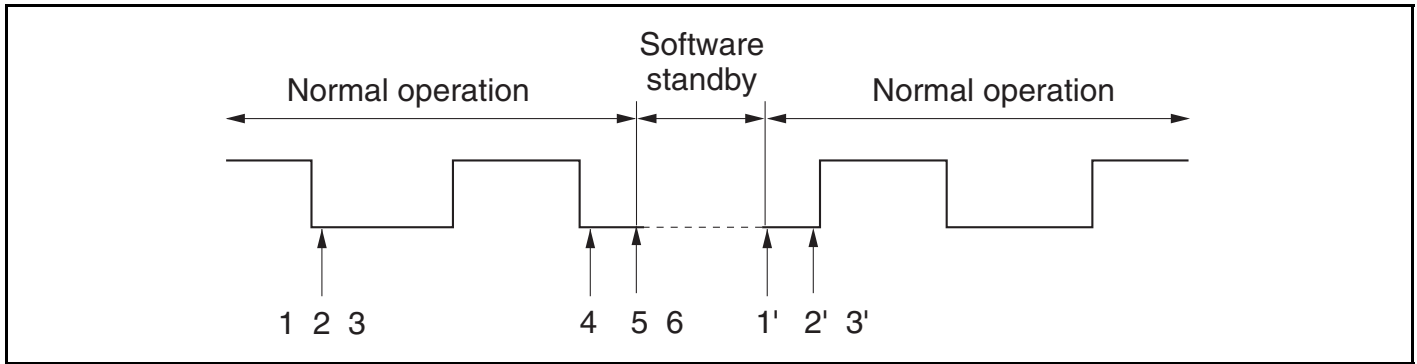 Software
standby
Normal operation
Normal operation
1 2 3
4
5 6
1' 2' 3'